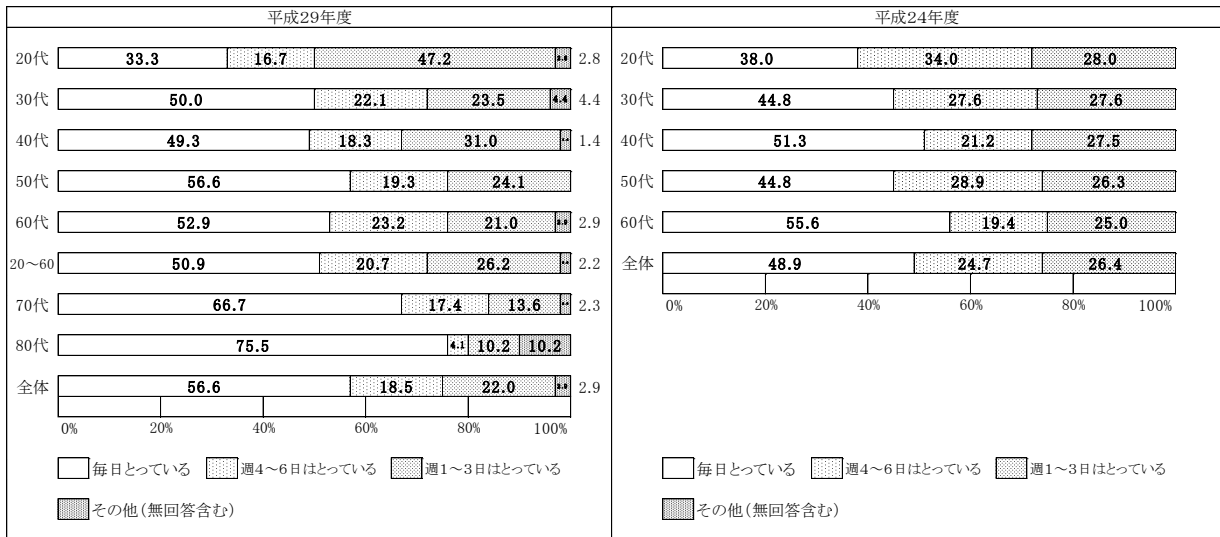 平成29年度
20代 33.3 16.7 47.2 2.8 2.8
30代 50.0 22.1 23.5 4.4 4.4
40代 49.3 18.3 31.0 1.4
50代 56.6 19.3 24.1
60代 52.9 23.2 21.0 2.9 2.9
20～60 50.9 20.7 26.2 2.2
70代 66.7 17.4 13.6 2.3
80代 75.5 4.1 10.2 10.2
全体 56.6 18.5 22.0 2.9 2.9
0% 20% 40% 60% 80% 100%
毎日とっている 週4～6日はとっている 週1～3日はとっている
その他(無回答含む)
平成24年度
20代 38.0 34.0 28.0
30代 44.8 27.6 27.6
40代 51.3 21.2 27.5
50代 44.8 28.9 26.3
60代 55.6 19.4 25.0
全体 48.9 24.7 26.4
0% 20% 40% 60% 80% 100%
毎日とっている 週4～6日はとっている 週1～3日はとっている
その他(無回答含む)